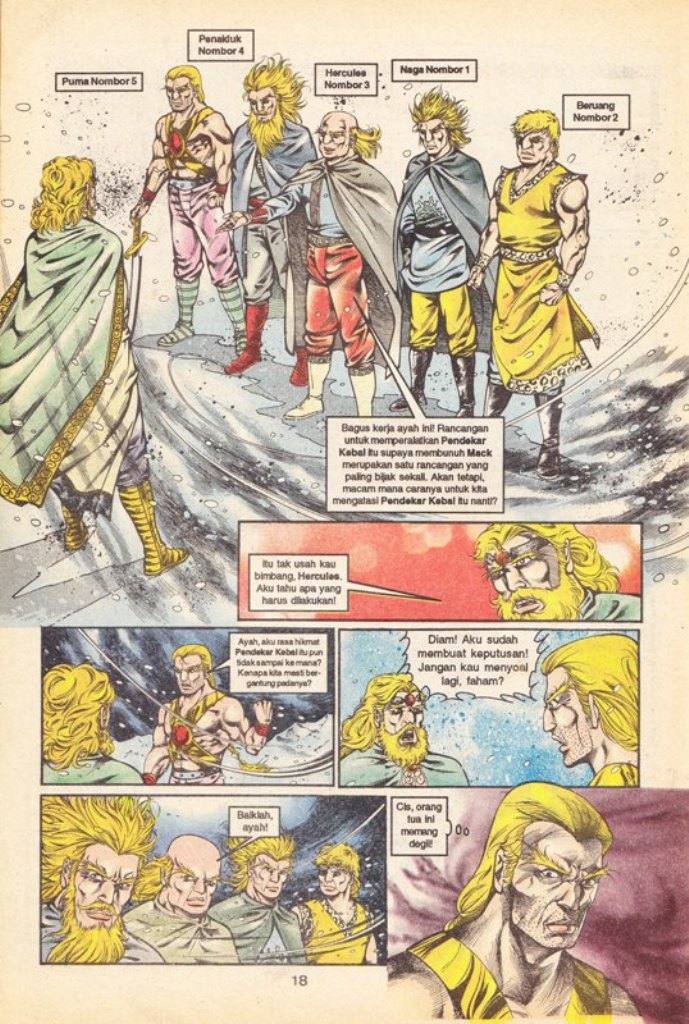 Penakluk
Nombor 4
Puma Nombor 5
Hercules
Nombor 3
Naga Nombor 1
Beruang
Nombor 2
Bagus kerja ayah ini! Rancangan
untuk memperalatkan Pendekar
Kebal itu supaya membunuh Mack
merupakan satu rancangan yang
paling bijak sekali. Akan tetapi,
macam mana caranya untuk kita
mengatasi Pendekar Kebal itu nanti?
Itu tak usah kau
bimbang, Hercules.
Aku tahu apa yang
harus dilakukan!
Ayah, aku rasa hikmat
Pendekar Kebal itu pun
tidak sampai ke mana?
Kenapa kita mesti ber-
gantung padanya?
Diam! Aku sudah
membuat keputusan!
Jangan kau menyoal
lagi, faham?
Baiklah,
ayah!
Cis, orang
tua ini
memang
degil!
18